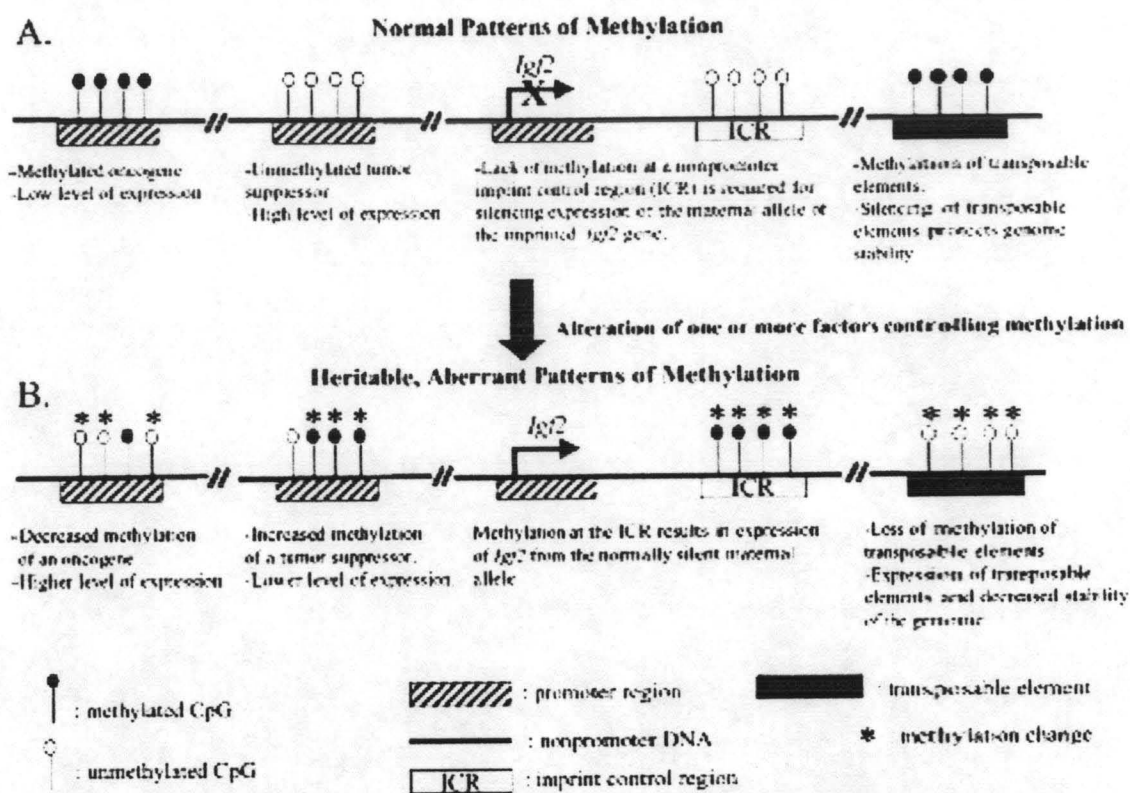 A.
Normal Patterns of Methylation
Igf2
X
ICR
-Methylated oncogene
-Low level of expression
-Unmethylated tumor
suppressor
- High level of expression
-Lack of methylation at a nonpromoter
imprint control region (ICR) is required for
silencing expression of the maternal allele of
the imprinted Igf2 gene.
-Methylation of transposable
elements.
-Silencing of transposable
elements protects genome
stability
Alteration of one or more factors controlling methylation
Heritable, Aberrant Patterns of Methylation
B.
* * *
* * *
Igf2
* * * *
* * * *
ICR
-Decreased methylation
of an oncogene
-Higher level of expression
-Increased methylation
of a tumor suppressor.
-Lower level of expression
Methylation at the ICR results in expression
of Igf2 from the normally silent maternal
allele
-Loss of methylation of
transposable elements
-Expression of transposable
elements and decreased stability
of the genome
: methylated CpG
: unmethylated CpG
: promoter region
: nonpromoter DNA
ICR : imprint control region
: transposable element
* methylation change